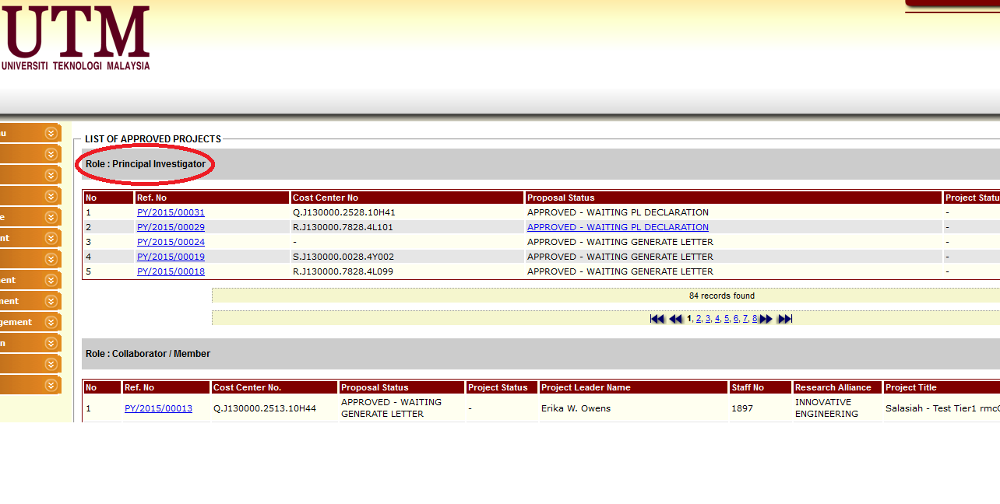 UTM
UNIVERSITI TEKNOLOGI MALAYSIA
LIST OF APPROVED PROJECTS
Role : Principal Investigator
No Ref. No Cost Center No Proposal Status Project Statu
1 PY/2015/00031 Q.J130000.2528.10H41 APPROVED - WAITING PL DECLARATION -
2 PY/2015/00029 R.J130000.7828.4L101 APPROVED - WAITING PL DECLARATION -
3 PY/2015/00024 - APPROVED - WAITING GENERATE LETTER -
4 PY/2015/00019 S.J130000.0028.4Y002 APPROVED - WAITING GENERATE LETTER -
5 PY/2015/00018 R.J130000.7828.4L099 APPROVED - WAITING GENERATE LETTER -
84 records found
1, 2, 3, 4, 5, 6, 7, 8
Role : Collaborator / Member
No Ref. No Cost Center No. Proposal Status Project Status Project Leader Name Staff No Research Alliance Project Title
1 PY/2015/00013 Q.J130000.2513.10H44 APPROVED - WAITING GENERATE LETTER - Erika W. Owens 1897 INNOVATIVE ENGINEERING Salasiah - Test Tier1 rmc
u
e
nt
ent
nent
gement
n